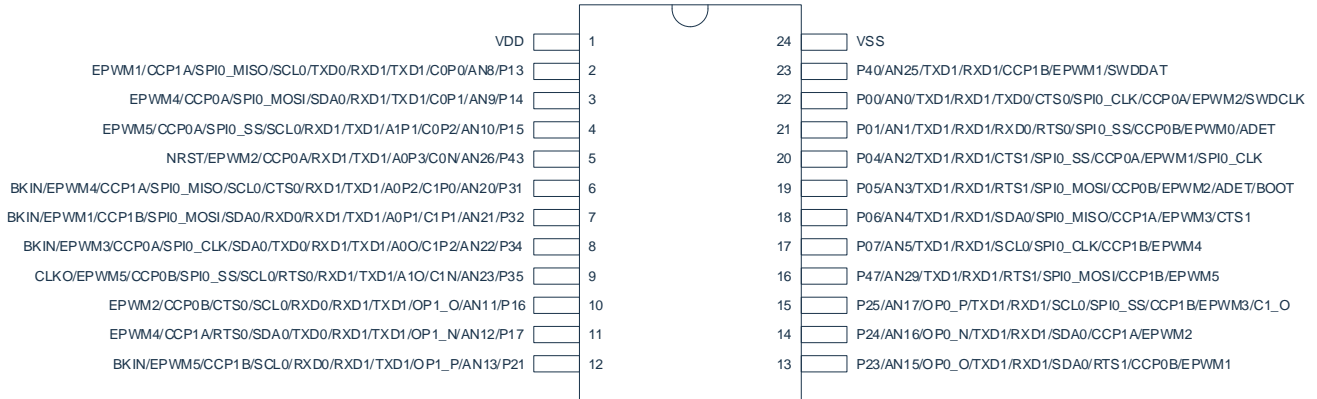 VDD 1 24 VSS
EPWM1/CCP1A/SPI0_MISO/SCL0/TXD0/RXD1/TXD1/C0P0/AN8/P13 2 23 P40/AN25/TXD1/RXD1/CCP1B/EPWM1/SWDDAT
EPWM4/CCP0A/SPI0_MOSI/SDA0/RXD1/TXD1/C0P1/AN9/P14 3 22 P00/AN0/TXD1/RXD1/TXD0/CTS0/SPI0_CLK/CCP0A/EPWM2/SWDCLK
EPWM5/CCP0A/SPI0_SS/SCL0/RXD1/TXD1/A1P1/C0P2/AN10/P15 4 21 P01/AN1/TXD1/RXD1/RXD0/RTS0/SPI0_SS/CCP0B/EPWM0/ADET
NRST/EPWM2/CCP0A/RXD1/TXD1/A0P3/C0N/AN26/P43 5 20 P04/AN2/TXD1/RXD1/CTS1/SPI0_SS/CCP0A/EPWM1/SPI0_CLK
BKIN/EPWM4/CCP1A/SPI0_MISO/SCL0/CTS0/RXD1/TXD1/A0P2/C1P0/AN20/P31 6 19 P05/AN3/TXD1/RXD1/RTS1/SPI0_MOSI/CCP0B/EPWM2/ADET/BOOT
BKIN/EPWM1/CCP1B/SPI0_MOSI/SDA0/RXD0/RXD1/TXD1/A0P1/C1P1/AN21/P32 7 18 P06/AN4/TXD1/RXD1/SDA0/SPI0_MISO/CCP1A/EPWM3/CTS1
BKIN/EPWM3/CCP0A/SPI0_CLK/SDA0/TXD0/RXD1/TXD1/A0O/C1P2/AN22/P34 8 17 P07/AN5/TXD1/RXD1/SCL0/SPI0_CLK/CCP1B/EPWM4
CLKO/EPWM5/CCP0B/SPI0_SS/SCL0/RTS0/RXD1/TXD1/A1O/C1N/AN23/P35 9 16 P47/AN29/TXD1/RXD1/RTS1/SPI0_MOSI/CCP1B/EPWM5
EPWM2/CCP0B/CTS0/SCL0/RXD0/RXD1/TXD1/OP1_O/AN11/P16 10 15 P25/AN17/OP0_P/TXD1/RXD1/SCL0/SPI0_SS/CCP1B/EPWM3/C1_O
EPWM4/CCP1A/RTS0/SDA0/TXD0/RXD1/TXD1/OP1_N/AN12/P17 11 14 P24/AN16/OP0_N/TXD1/RXD1/SDA0/CCP1A/EPWM2
BKIN/EPWM5/CCP1B/SCL0/RXD0/RXD1/TXD1/OP1_P/AN13/P21 12 13 P23/AN15/OP0_O/TXD1/RXD1/SDA0/RTS1/CCP0B/EPWM1